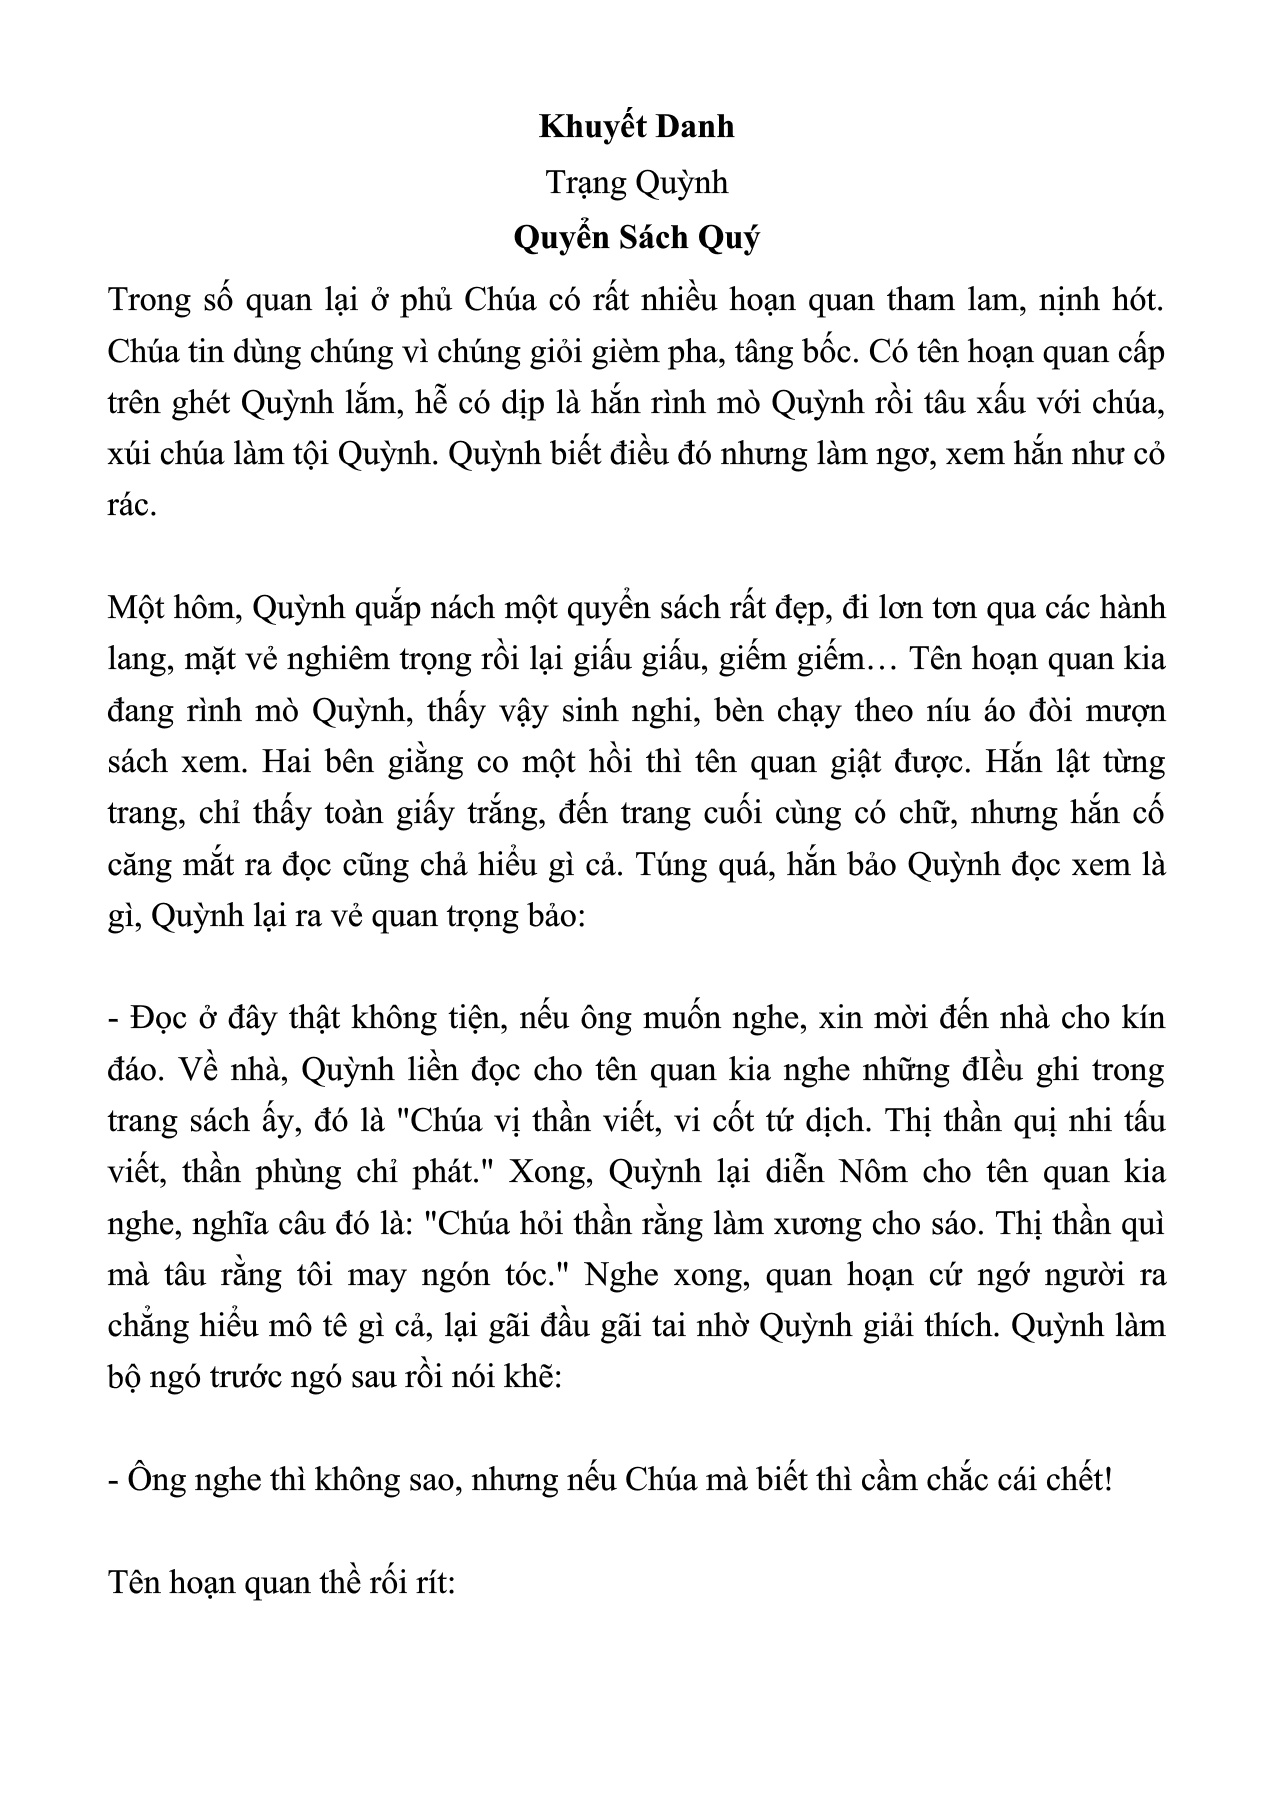 Khuyết Danh
Trạng Quỳnh
Quyển Sách Quý
Trong số quan lại ở phủ Chúa có rất nhiều hoạn quan tham lam, nịnh hót.
Chúa tin dùng chúng vì chúng giỏi gièm pha, tâng bốc. Có tên hoạn quan cấp
trên ghét Quỳnh lắm, hễ có dịp là hắn rình mò Quỳnh rồi tâu xấu với chúa,
xúi chúa làm tội Quỳnh. Quỳnh biết điều đó nhưng làm ngơ, xem hắn như cỏ
rác.
Một hôm, Quỳnh quắp nách một quyển sách rất đẹp, đi lơn tơn qua các hành
lang, mặt vẻ nghiêm trọng rồi lại giấu giấu, giếm giếm… Tên hoạn quan kia
đang rình mò Quỳnh, thấy vậy sinh nghi, bèn chạy theo níu áo đòi mượn
sách xem. Hai bên giằng co một hồi thì tên quan giật được. Hắn lật từng
trang, chỉ thấy toàn giấy trắng, đến trang cuối cùng có chữ, nhưng hắn cố
căng mắt ra đọc cũng chả hiểu gì cả. Túng quá, hắn bảo Quỳnh đọc xem là
gì, Quỳnh lại ra vẻ quan trọng bảo:
- Đọc ở đây thật không tiện, nếu ông muốn nghe, xin mời đến nhà cho kín
đáo. Về nhà, Quỳnh liền đọc cho tên quan kia nghe những đIều ghi trong
trang sách ấy, đó là "Chúa vị thần viết, vi cốt tứ dịch. Thị thần quị nhi tấu
viết, thần phùng chỉ phát." Xong, Quỳnh lại diễn Nôm cho tên quan kia
nghe, nghĩa câu đó là: "Chúa hỏi thần rằng làm xương cho sáo. Thị thần quì
mà tâu rằng tôi may ngón tóc." Nghe xong, quan hoạn cứ ngớ người ra
chẳng hiểu mô tê gì cả, lại gãi đầu gãi tai nhờ Quỳnh giải thích. Quỳnh làm
bộ ngó trước ngó sau rồi nói khẽ:
- Ông nghe thì không sao, nhưng nếu Chúa mà biết thì cầm chắc cái chết!
Tên hoạn quan thề rối rít: